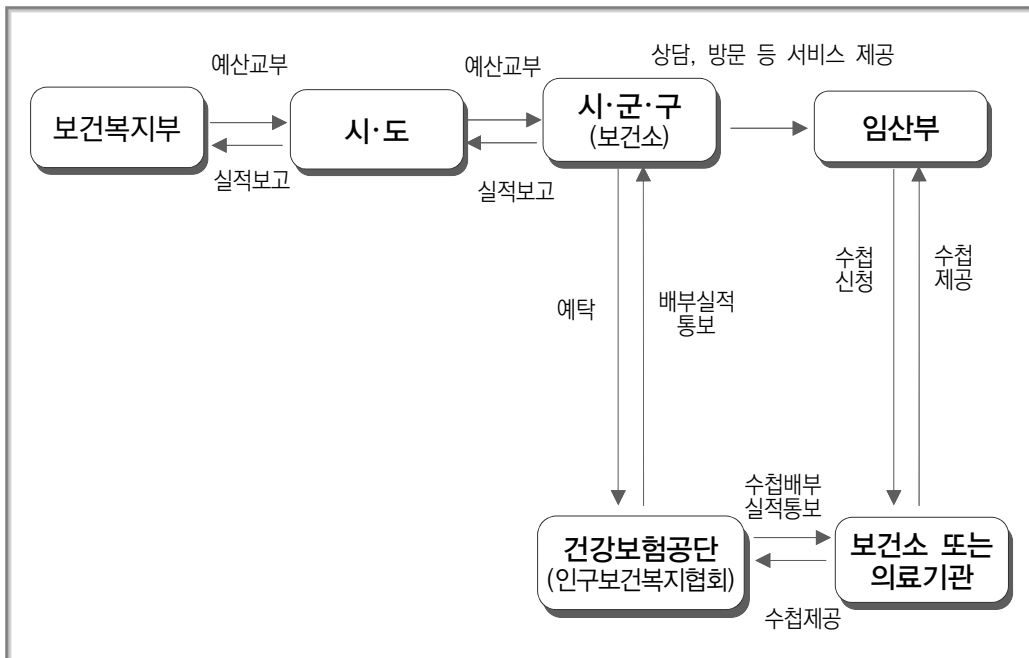 상담, 방문 등 서비스 제공
예산교부
예산교부
보건복지부
시·도
시·군·구
(보건소)
임산부
실적보고
실적보고
수첩
신청
수첩
제공
예탁
배부실적
통보
수첩배부
실적통보
건강보험공단
(인구보건복지협회)
보건소 또는
의료기관
수첩제공